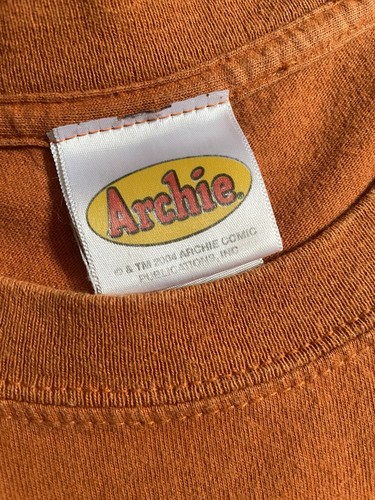 Archie
© & TM 2004 ARCHIE COMIC
PUBLICATIONS, INC